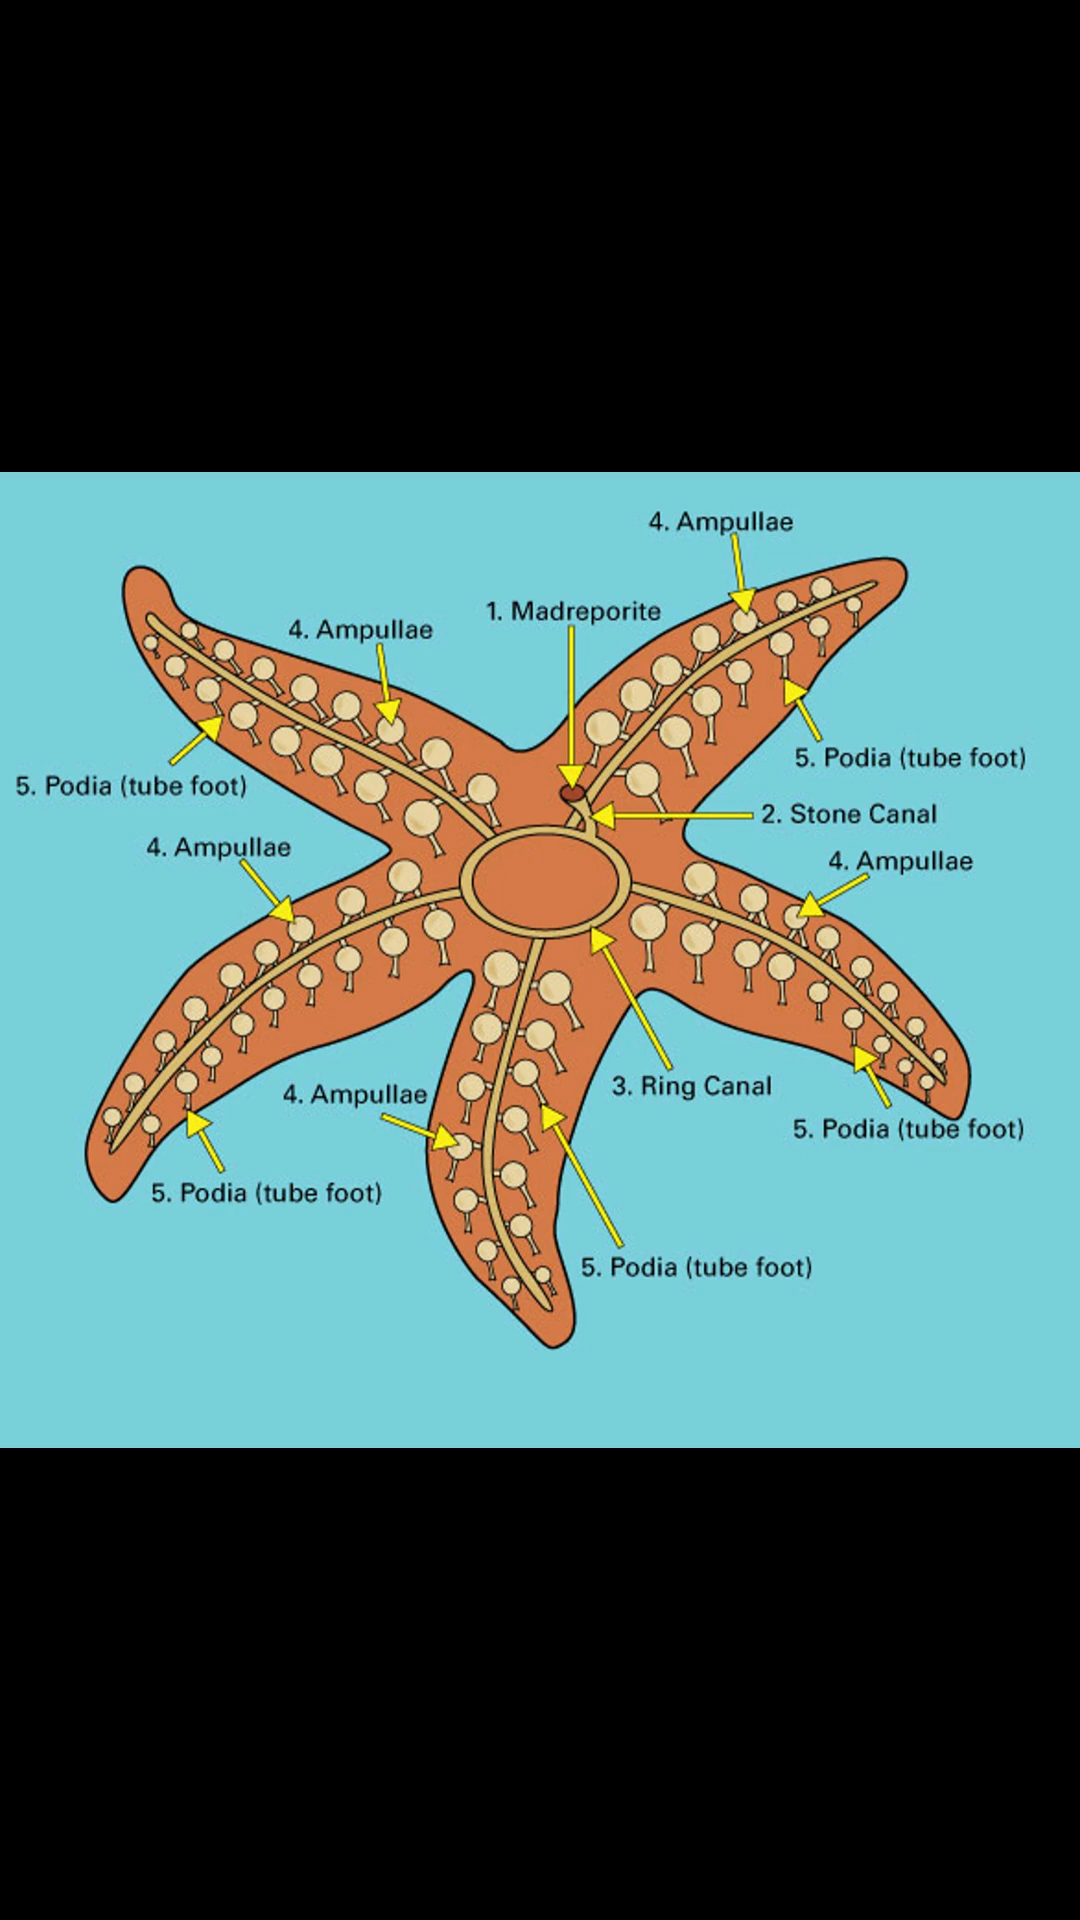 4. Ampullae
1. Madreporite
4. Ampullae
5. Podia (tube foot)
5. Podia (tube foot)
2. Stone Canal
4. Ampullae
4. Ampullae
3. Ring Canal
4. Ampullae
5. Podia (tube foot)
5. Podia (tube foot)
5. Podia (tube foot)